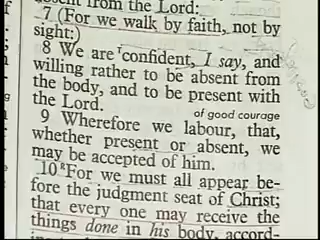 absent from the Lord:
7 (For we walk by faith, not by
sight:)
8 We are confident, I say, and
willing rather to be absent from
the body, and to be present with
the Lord.
of good courage
9 Wherefore we labour, that,
whether present or absent, we
may be accepted of him.
10 For we must all appear be-
fore the judgment seat of Christ;
that every one may receive the
things done in his body, accord-